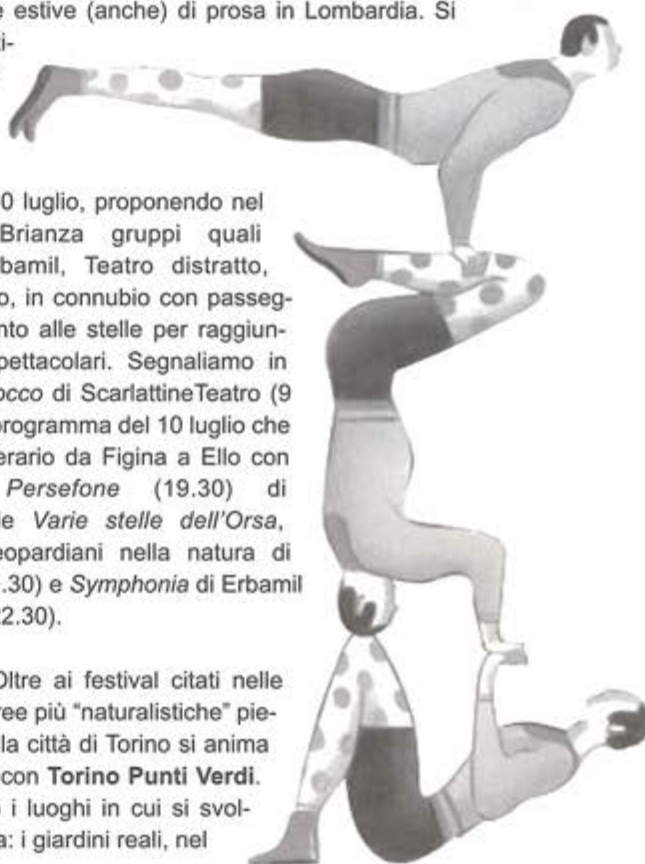 estive (anche) di prosa in Lombardia. Si
0 luglio, proponendo nel
Brianza gruppi quali
bamil, Teatro distratto,
o, in connubio con passeg-
nto alle stelle per raggiun-
pettacolari. Segnaliamo in
occo di ScarlattineTeatro (9
programma del 10 luglio che
erario da Figina a Ello con
Persefone (19.30) di
le Varie stelle dell'Orsa,
eopardiani nella natura di
.30) e Symphonia di Erbamil
2.30).
Oltre ai festival citati nelle
ree più “naturalistiche” pie-
la città di Torino si anima
con Torino Punti Verdi.
i luoghi in cui si svol-
a: i giardini reali, nel